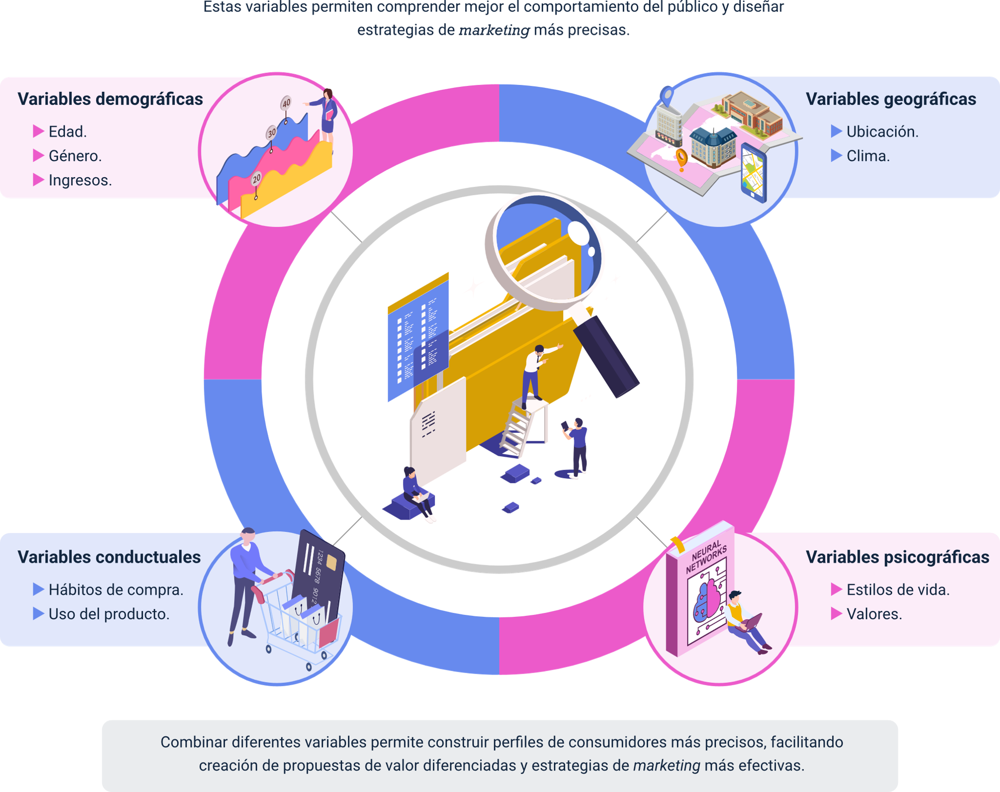 Estas variables permiten comprender mejor el comportamiento del público y diseñar
estrategias de marketing más precisas.
Variables demográficas
Edad.
Género.
Ingresos.
40
30
20
Variables geográficas
Ubicación.
Clima.
Variables conductuales
Hábitos de compra.
Uso del producto.
1234 5678 9012
Variables psicográficas
Estilos de vida.
Valores.
NEURAL
NETWORKS
Combinar diferentes variables permite construir perfiles de consumidores más precisos, facilitando
creación de propuestas de valor diferenciadas y estrategias de marketing más efectivas.